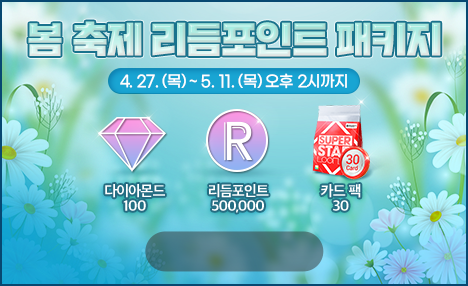 봄 축제 리듬포인트 패키지
4. 27. (목) ~ 5. 11. (목) 오후 2시까지
R
SUPER
STA
30
Card
다이아몬드
100
리듬포인트
500,000
카드 팩
30